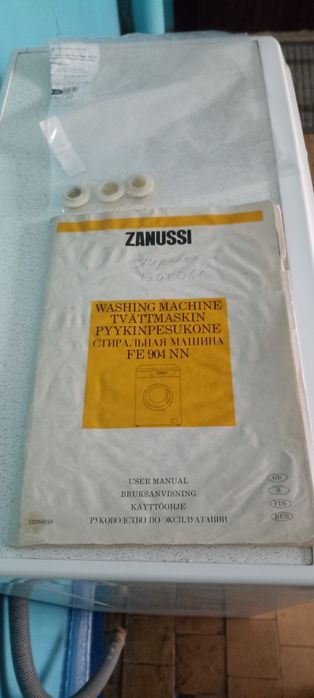 ZANUSSI
WASHING MACHINE
TVÄTTMASKIN
PYYKINPESUKONE
СТИРАЛЬНАЯ МАШИНА
FE 904 NN
USER MANUAL
BRUKSANVISNING
KÄYTTÖOHJE
РУКОВОДСТВО ПО ЭКСПЛУАТАЦИИ
GB
S
FIN
RUS